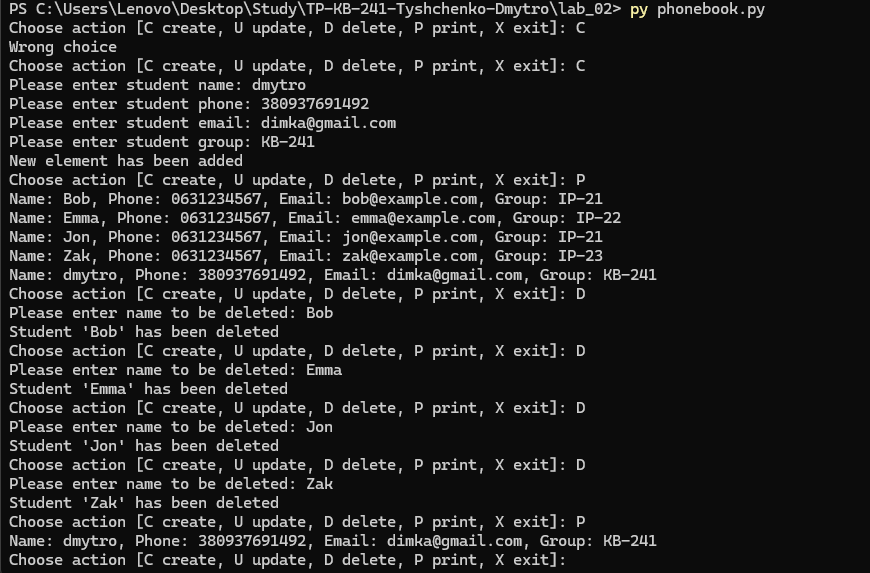 PS C:\Users\Lenovo\Desktop\Study\TP-KB-241-Tyshchenko-Dmytro\lab_02> py phonebook.py
Choose action [C create, U update, D delete, P print, X exit]: C
Wrong choice
Choose action [C create, U update, D delete, P print, X exit]: C
Please enter student name: dmytro
Please enter student phone: 380937691492
Please enter student email: dimka@gmail.com
Please enter student group: KB-241
New element has been added
Choose action [C create, U update, D delete, P print, X exit]: P
Name: Bob, Phone: 0631234567, Email: bob@example.com, Group: IP-21
Name: Emma, Phone: 0631234567, Email: emma@example.com, Group: IP-22
Name: Jon, Phone: 0631234567, Email: jon@example.com, Group: IP-21
Name: Zak, Phone: 0631234567, Email: zak@example.com, Group: IP-23
Name: dmytro, Phone: 380937691492, Email: dimka@gmail.com, Group: KB-241
Choose action [C create, U update, D delete, P print, X exit]: D
Please enter name to be deleted: Bob
Student 'Bob' has been deleted
Choose action [C create, U update, D delete, P print, X exit]: D
Please enter name to be deleted: Emma
Student 'Emma' has been deleted
Choose action [C create, U update, D delete, P print, X exit]: D
Please enter name to be deleted: Jon
Student 'Jon' has been deleted
Choose action [C create, U update, D delete, P print, X exit]: D
Please enter name to be deleted: Zak
Student 'Zak' has been deleted
Choose action [C create, U update, D delete, P print, X exit]: P
Name: dmytro, Phone: 380937691492, Email: dimka@gmail.com, Group: KB-241
Choose action [C create, U update, D delete, P print, X exit]: